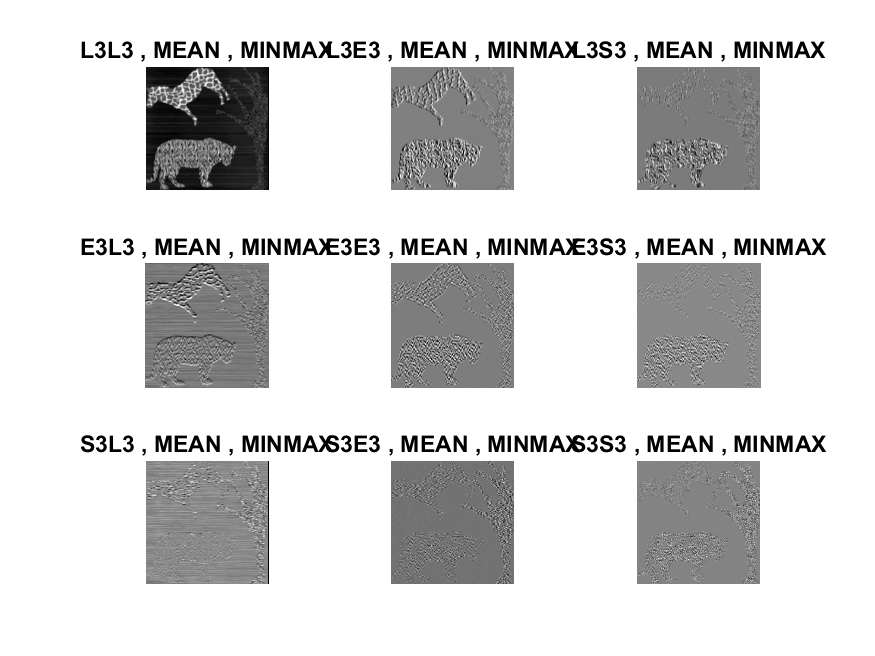 L3L3 , MEAN , MINMAX L3E3 , MEAN , MINMAX L3S3 , MEAN , MINMAX
E3L3 , MEAN , MINMAX E3E3 , MEAN , MINMAX E3S3 , MEAN , MINMAX
S3L3 , MEAN , MINMAX S3E3 , MEAN , MINMAX S3S3 , MEAN , MINMAX